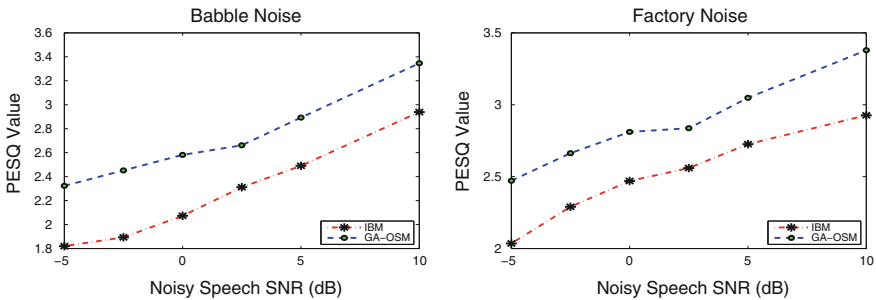 Babble Noise
3.6
3.4
3.2
3
2.8
2.6
2.4
2.2
2
1.8
PESQ Value
−5
0
5
10
Noisy Speech SNR (dB)
IBM
GA−OSM
Factory Noise
3.5
3
2.5
2
PESQ Value
−5
0
5
10
Noisy Speech SNR (dB)
IBM
GA−OSM